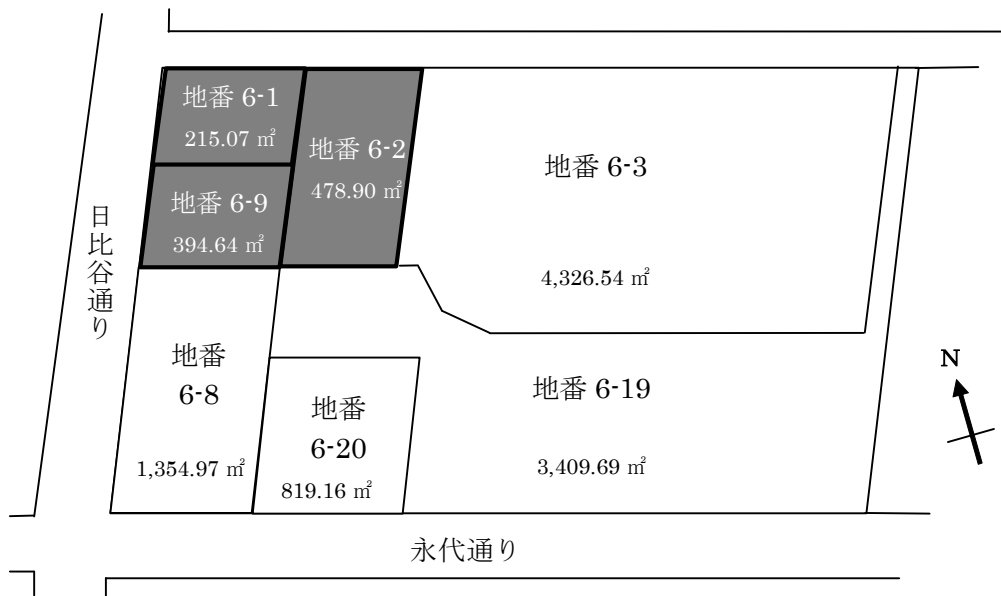 地番 6-1
215.07 ㎡
地番 6-2
478.90 ㎡
地番 6-3
4,326.54 ㎡
地番 6-9
394.64 ㎡
日比谷通り
地番
6-8
1,354.97 ㎡
地番
6-20
819.16 ㎡
地番 6-19
3,409.69 ㎡
N
永代通り